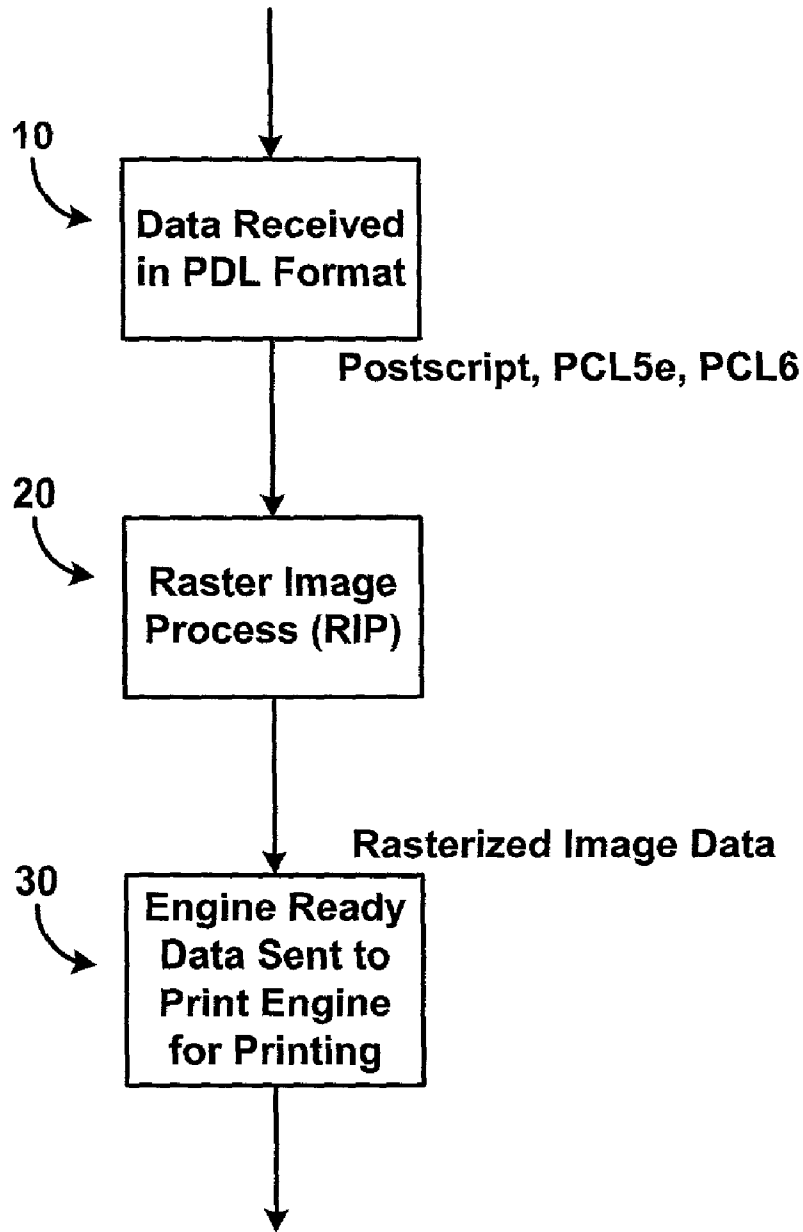 10
Data Received
in PDL Format
Postscript, PCL5e, PCL6
20
Raster Image
Process (RIP)
Rasterized Image Data
30
Engine Ready
Data Sent to
Print Engine
for Printing